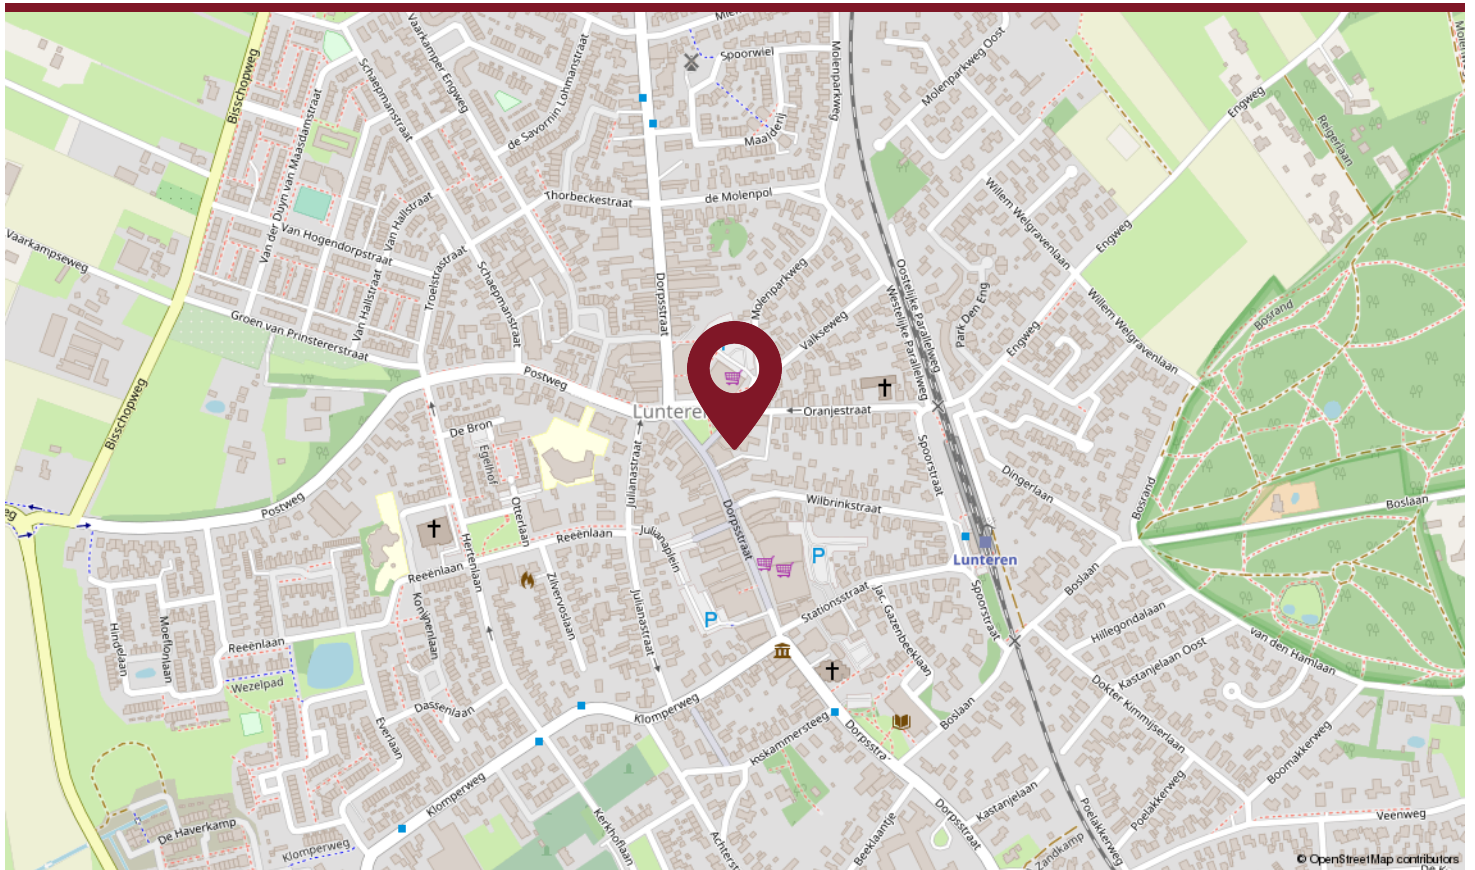 Bisschopweg
Vaarkamper Engweg
Schaepmanstraat
de Savornin Lohmanstraat
Spoorwiel
Maalderij
Molenparkweg
Molenparkweg Oost
Engweg
Reigerlaan
Van der Duyn van Maasdamstraat
Van Hallstraat
Thorbeckestraat
de Molenpol
Willem Welgravenlaan
Engweg
Vaarkampseweg
Van Hogendorpstraat
Troelstrastraat
Schaepmanstraat
Van Hallstraat
Groen van Prinstererstraat
Dorpsstraat
Molenparkweg
Valkseweg
Oostelijke Parallelweg
Westelijke Parallelweg
Park Den Eng
Engweg
Willem Welgravenlaan
Bosrand
Postweg
Bisschopweg
Lunteren
Oranjestraat
De Bron
Egelhof
Julianastraat
Spoorstraat
Dingerlaan
Bosrand
Boslaan
Postweg
Otterlaan
Wilbrinkstraat
Dorpsstraat
Reeënlaan
Julianaplein
P
Lunteren
Hertenlaan
Reeënlaan
Zilvervoslaan
Julianastraat
Stationsstraat
Jac. Gazenbeeklaan
Spoorstraat
Boslaan
Hindelaan
Moeflonlaan
Konijnenlaan
P
Hillegondalaan
Van den Hamlaan
Reeënlaan
Kastanjelaan Oost
Wezelpad
Dassenlaan
Everlaan
Klomperweg
Boslaan
Dokter Kimmijserlaan
Boomakkerweg
Klomperweg
Dorpsstra
Kastanjelaan
Poelakkerweg
Poelakkerweg
Veenweg
De Haverkamp
Klomperweg
Kerkhoflaan
Achterst
Beeklaantje
Dorpsstraat
Zandkamp
© OpenStreetMap contributors